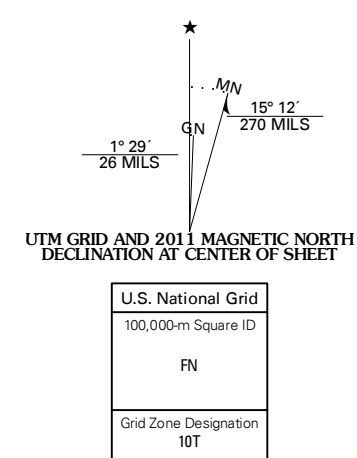 ★
MN
GN
15° 12´
270 MILS
1° 29´
26 MILS
UTM GRID AND 2011 MAGNETIC NORTH
DECLINATION AT CENTER OF SHEET
U.S. National Grid
100,000-m Square ID
FN
Grid Zone Designation
10T